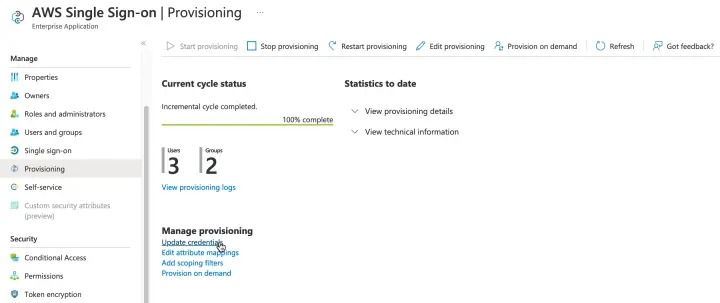 AWS Single Sign-on | Provisioning ...
Enterprise Application
«
Manage
Properties
Owners
Roles and administrators
Users and groups
Single sign-on
Provisioning
Self-service
Custom security attributes
(preview)
Security
Conditional Access
Permissions
Token encryption
Start provisioning Stop provisioning Restart provisioning Edit provisioning Provision on demand Refresh Got feedback?
Current cycle status
Incremental cycle completed.
100% complete
Users Groups
3 2
View provisioning logs
Statistics to date
View provisioning details
View technical information
Manage provisioning
Update credentials
Edit attribute mappings
Add scoping filters
Provision on demand